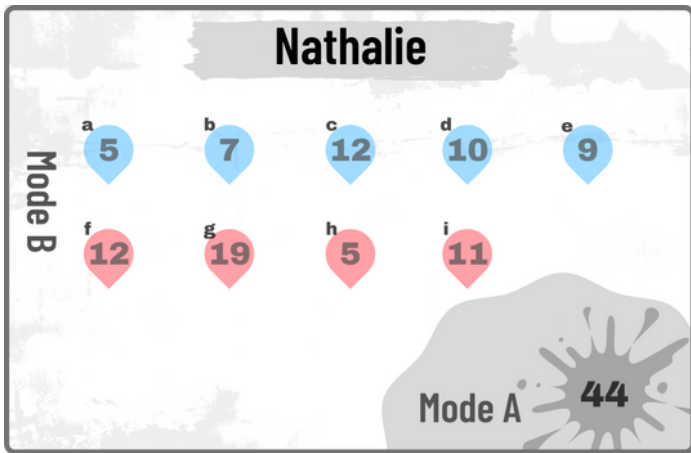 Nathalie
Mode B
a b c d e
5 7 12 10 9
f g h i
12 19 5 11
Mode A 44